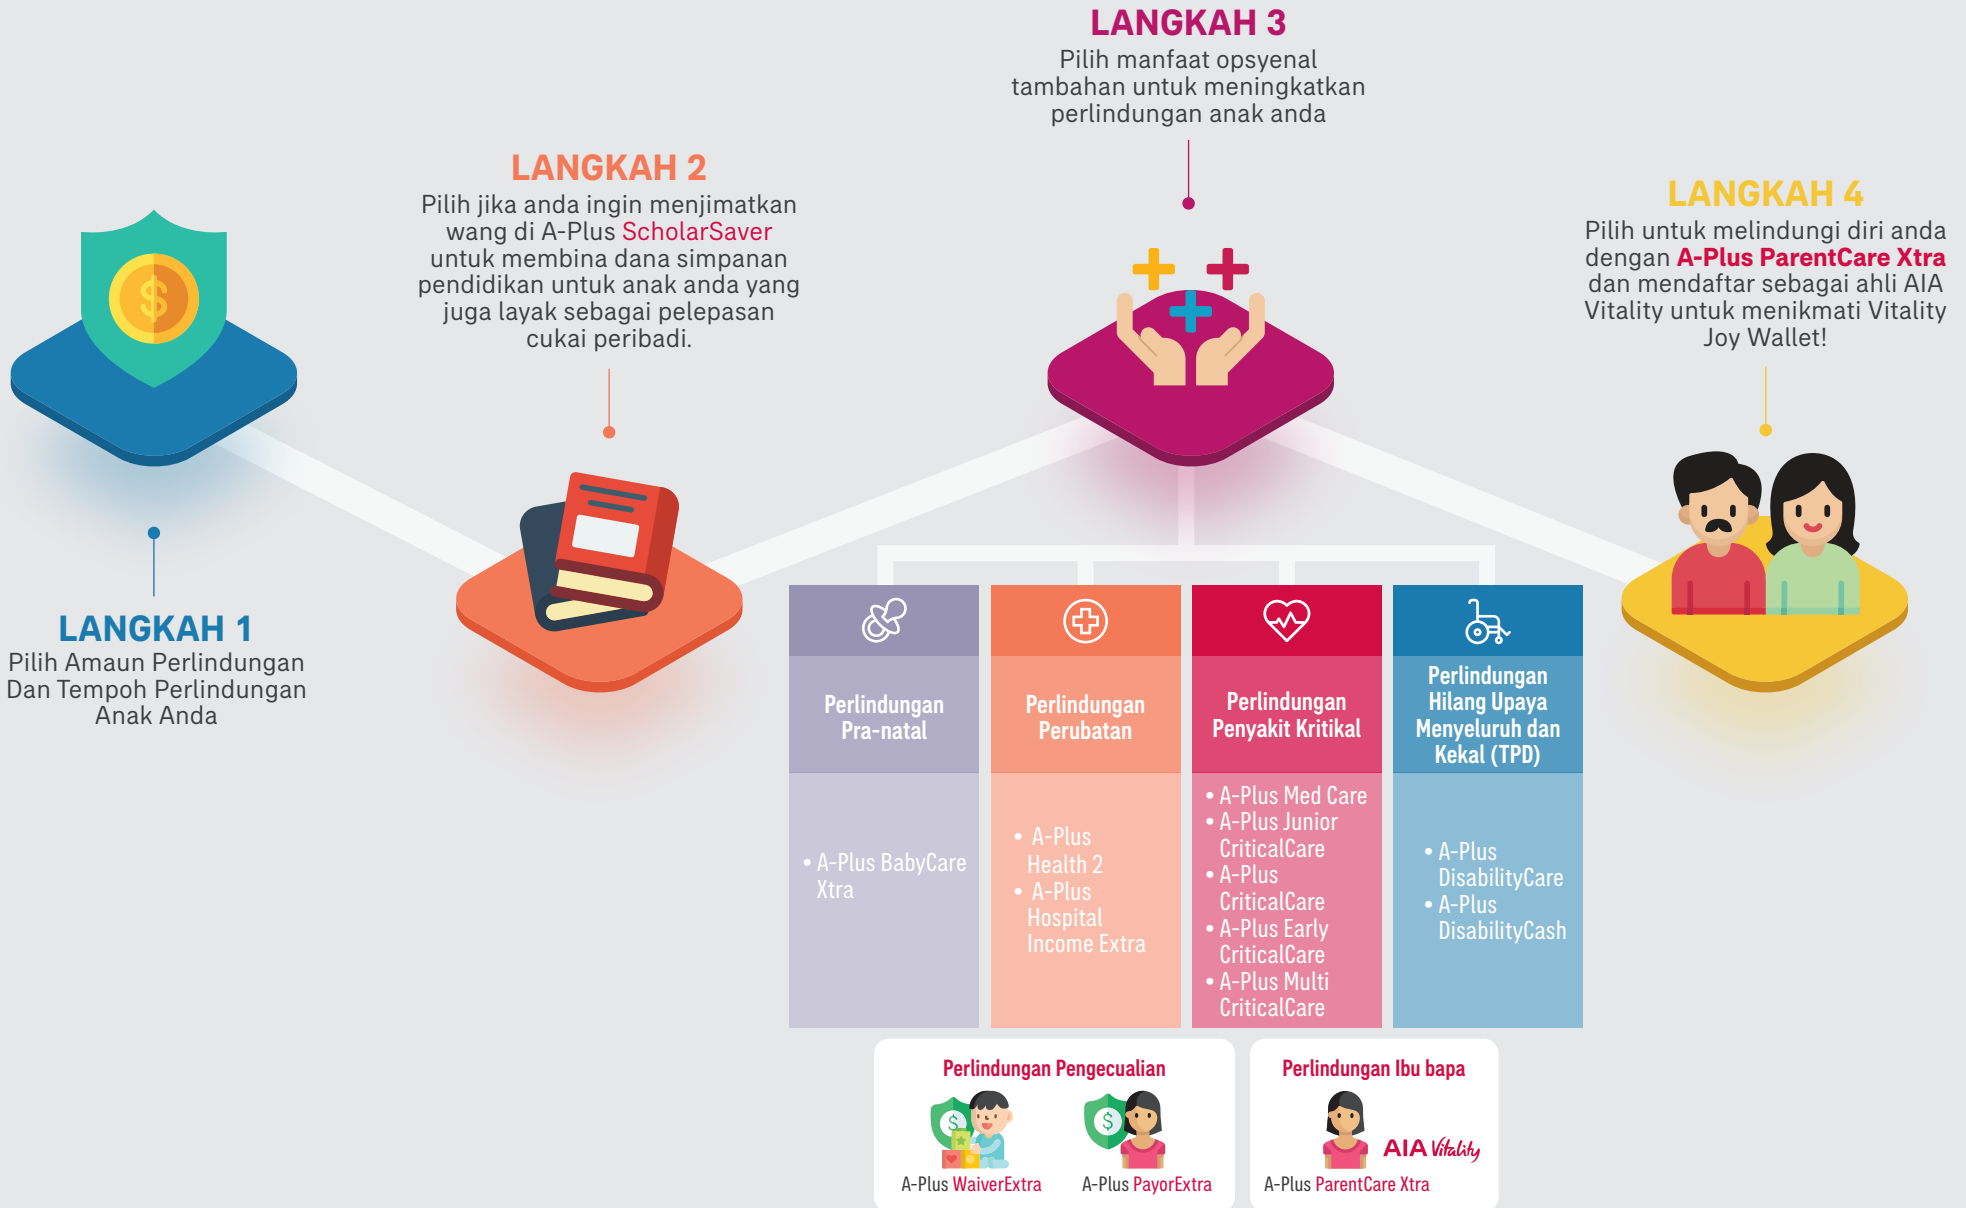 LANGKAH 1
Pilih Amaun Perlindungan
Dan Tempoh Perlindungan
Anak Anda
LANGKAH 2
Pilih jika anda ingin menjimatkan
wang di A-Plus ScholarSaver
untuk membina dana simpanan
pendidikan untuk anak anda yang
juga layak sebagai pelepasan
cukai peribadi.
LANGKAH 3
Pilih manfaat opsyenal
tambahan untuk meningkatkan
perlindungan anak anda
LANGKAH 4
Pilih untuk melindungi diri anda
dengan A-Plus ParentCare Xtra
dan mendaftar sebagai ahli AIA
Vitality untuk menikmati Vitality
Joy Wallet!
Perlindungan
Pra-natal
• A-Plus BabyCare
Xtra
Perlindungan
Perubatan
• A-Plus
Health 2
• A-Plus
Hospital
Income Extra
Perlindungan
Penyakit Kritikal
• A-Plus Med Care
• A-Plus Junior
CriticalCare
• A-Plus
CriticalCare
• A-Plus Early
CriticalCare
• A-Plus Multi
CriticalCare
Perlindungan
Hilang Upaya
Menyeluruh dan
Kekal (TPD)
• A-Plus
DisabilityCare
• A-Plus
DisabilityCash
Perlindungan Pengecualian
$
$
A-Plus WaiverExtra
A-Plus PayorExtra
Perlindungan Ibu bapa
AIA Vitality
A-Plus ParentCare Xtra